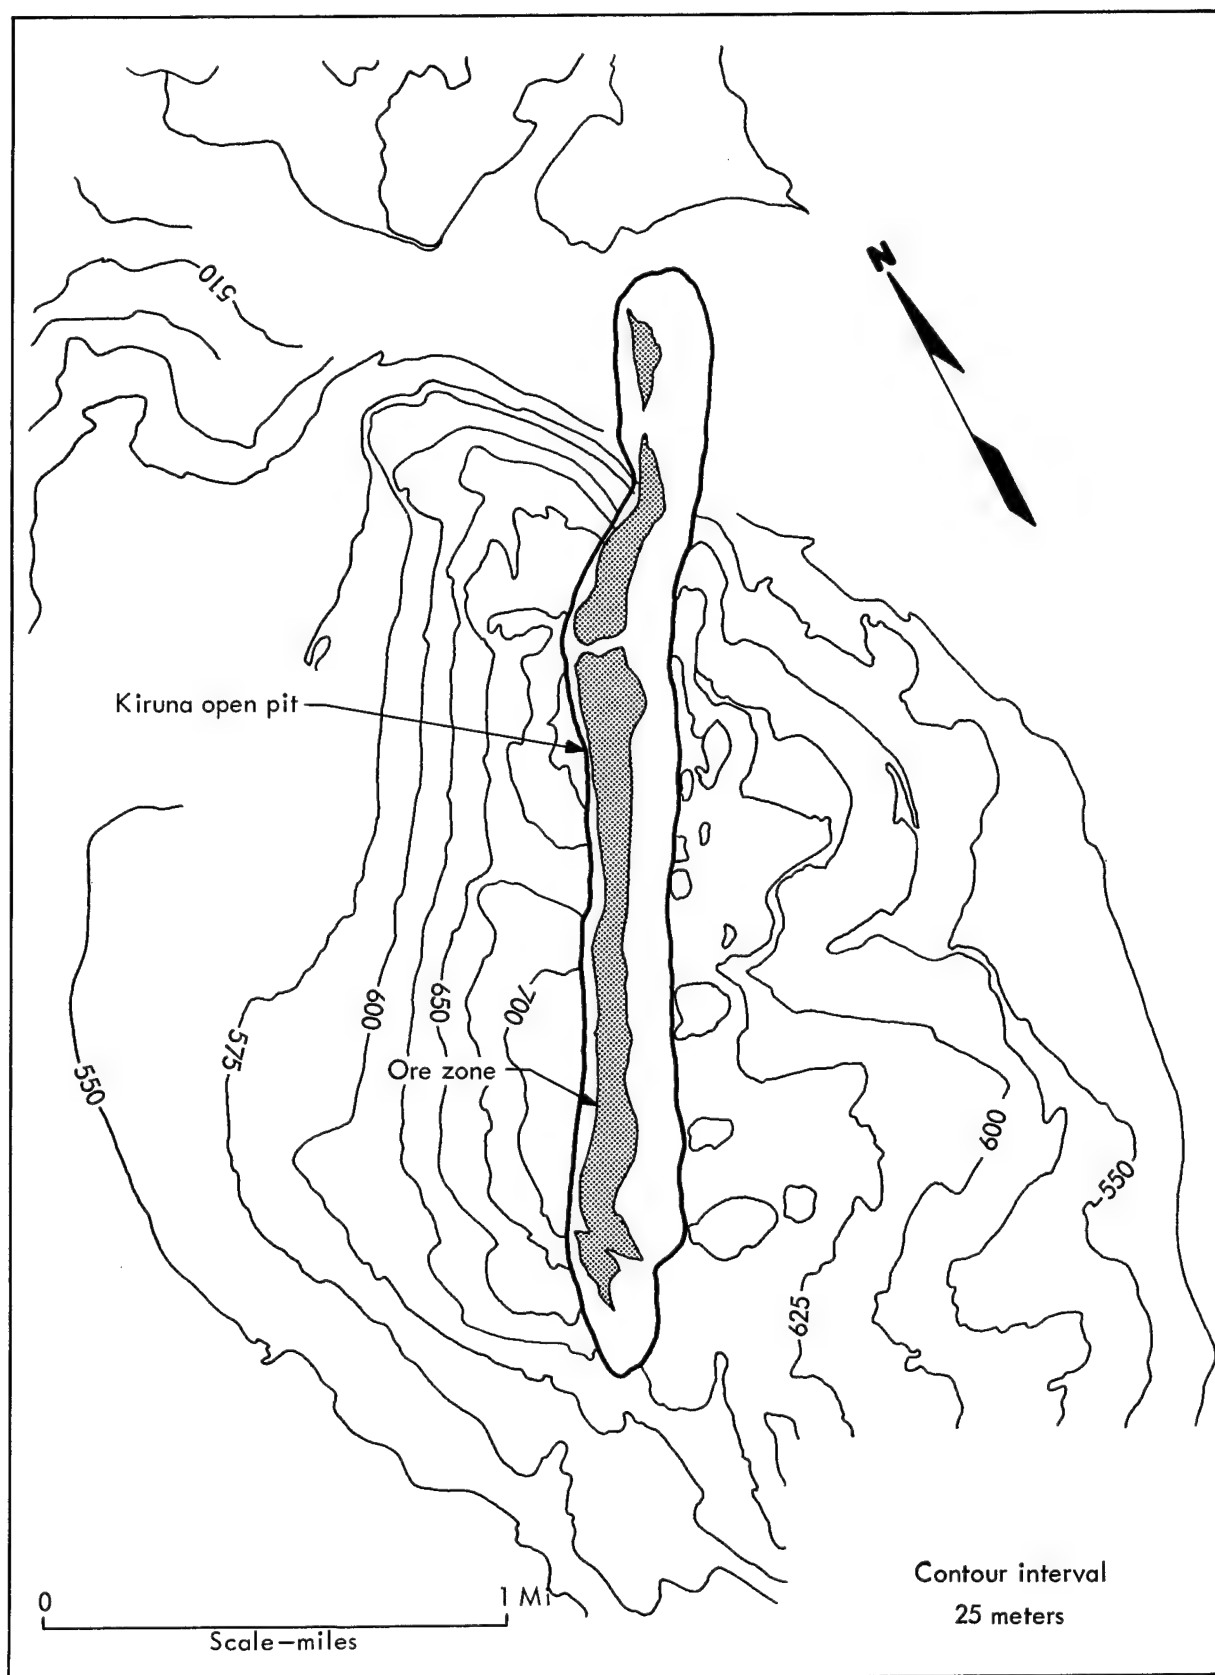 510
N
Kiruna open pit
600
650
700
575
550
Ore zone
600
550
625
Contour interval
25 meters
0
1 Mi
Scale—miles